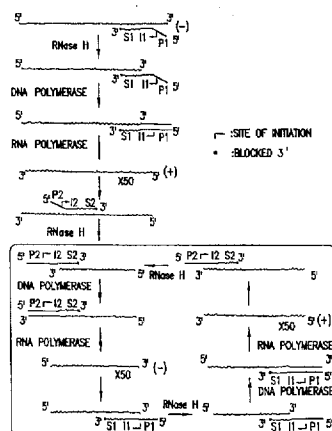 5' 3' (-)
RNase H 3' S1 I1 P1 5'
5' 3'
3' S1 I1 P1 5'
DNA POLYMERASE
5' 3'
3' S1 I1 P1 5'
RNA POLYMERASE
:SITE OF INITIATION
• :BLOCKED 3'
3' 5' (+)
X50
P2 I2 S2
5' 3'
3' 5'
RNase H
5' P2 I2 S2 3'
3' 5'
RNase H
5' P2 I2 S2 3'
3' 5'
DNA POLYMERASE
5' P2 I2 S2 3'
3' 5'
3' 5' (+)
X50
RNA POLYMERASE
RNA POLYMERASE
5' 3' (-)
X50
5' 3'
S1 I1 P1 5'
DNA POLYMERASE
5' 3'
3' S1 I1 P1 5'
RNase H
5' 3'
S1 I1 P1 5'